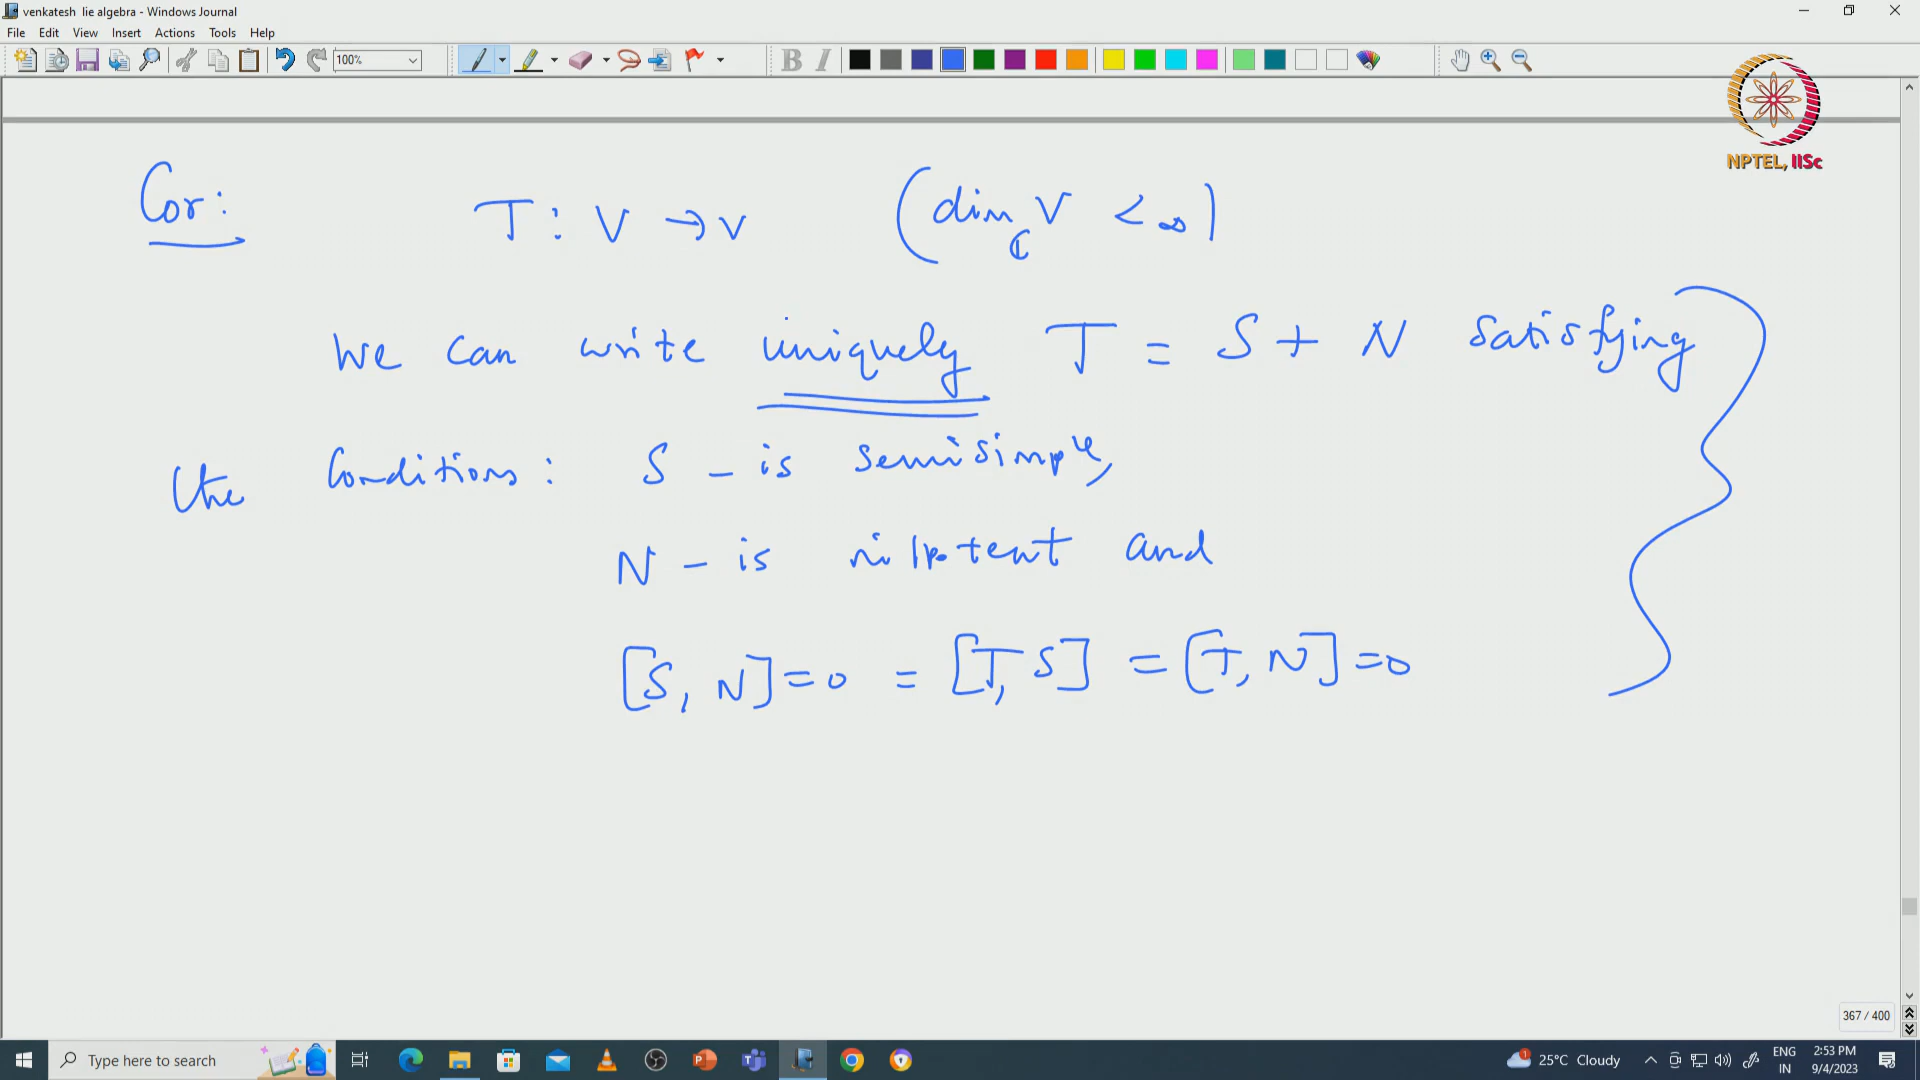 venkatesh lie algebra - Windows Journal
File Edit View Insert Actions Tools Help
100%
B I
NPTEL, IISc
Cor: T : V → V (dim_ℂ V < ∞)
We can write uniquely T = S + N satisfying
the Conditions: S - is semisimple,
N - is nilpotent and
[S, N] = 0 = [T, S] = [T, N] = 0
367 / 400
Type here to search
25°C Cloudy
ENG
IN
2:53 PM
9/4/2023